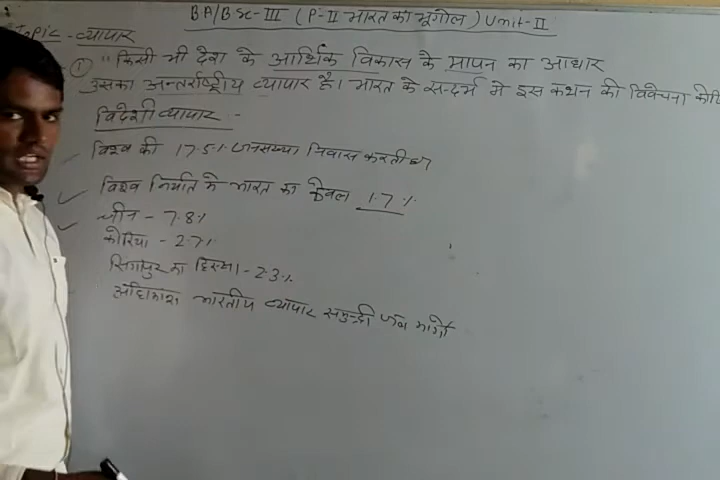 BA/BSC-III (P-II भारत का भूगोल) Unit-II
Topic - व्यापार
① "किसी भी देश के आर्थिक विकास के मापन का आधार
उसका अन्तर्राष्ट्रीय व्यापार है। भारत के सन्दर्भ में इस कथन की विवेचना
विदेशी व्यापार :-
विश्व की 17.5% जनसंख्या निवास करती है
विश्व निर्यात में भारत का केवल 1.7%
चीन - 7.8%
कोरिया - 2.7%
सिंगापुर का हिस्सा - 2.3%
अधिकांश भारतीय व्यापार समुद्री मार्गो